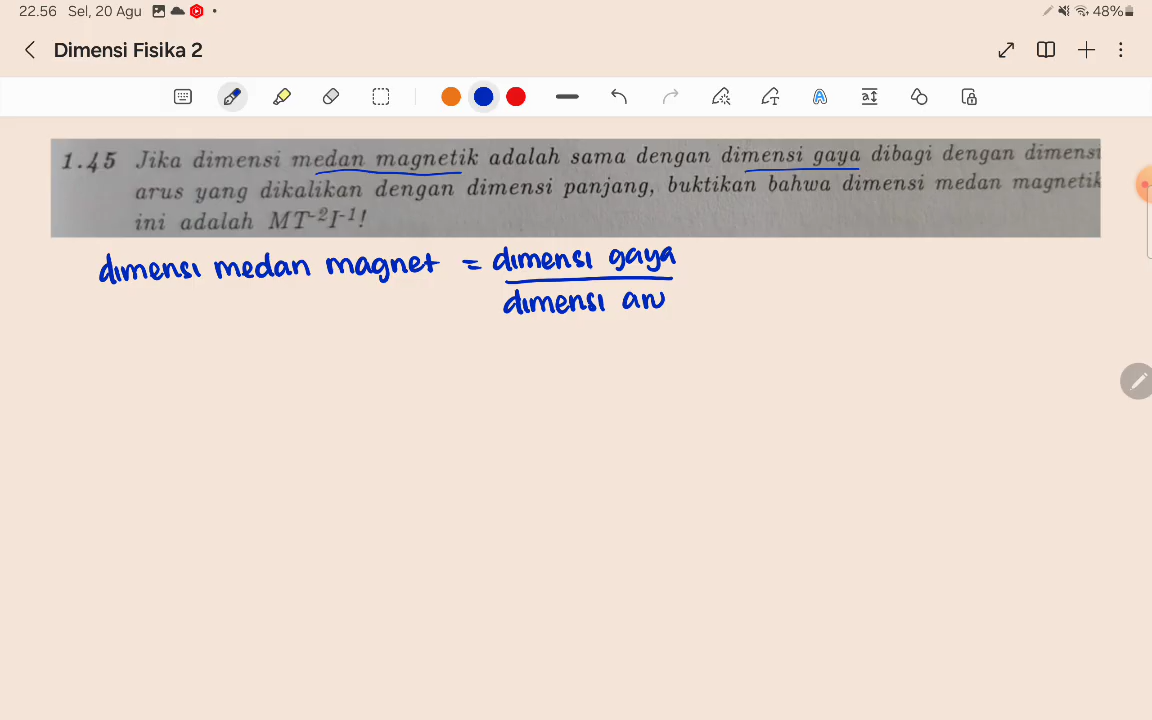 22.56 Sel, 20 Agu
48%
Dimensi Fisika 2
1.45 Jika dimensi medan magnetik adalah sama dengan dimensi gaya dibagi dengan dimensi
arus yang dikalikan dengan dimensi panjang, buktikan bahwa dimensi medan magnetik
ini adalah MT⁻²I⁻¹!
dimensi medan magnet = dimensi gaya
dimensi aru